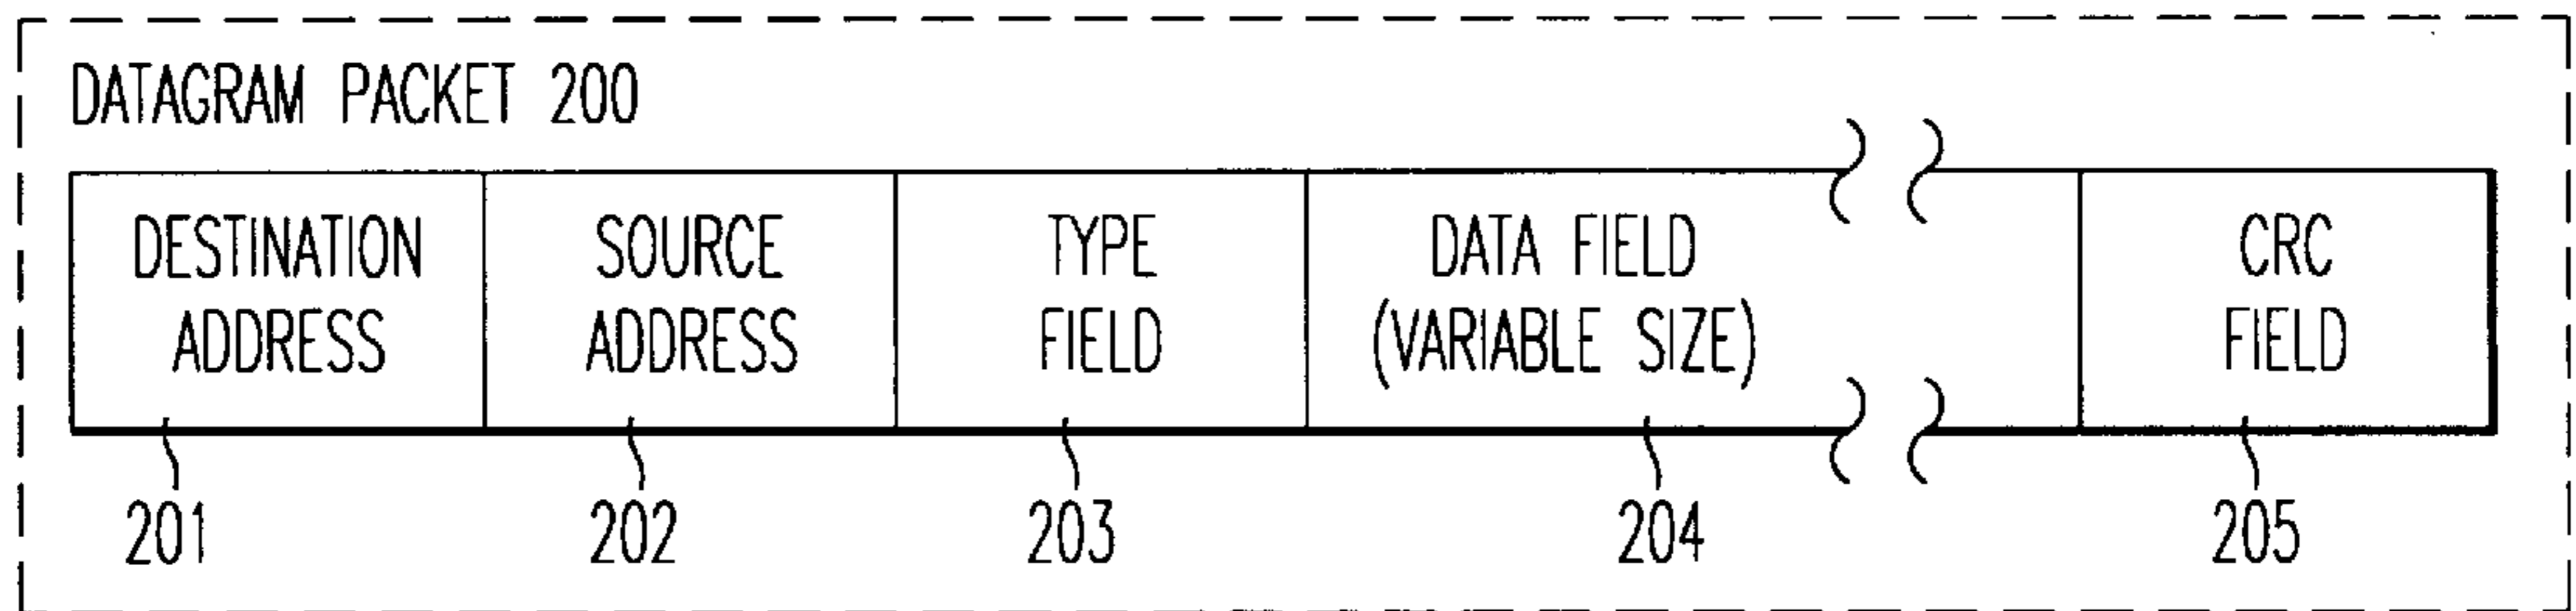 DATAGRAM PACKET 200
DESTINATION
ADDRESS
SOURCE
ADDRESS
TYPE
FIELD
DATA FIELD
(VARIABLE SIZE)
CRC
FIELD
201
202
203
204
205